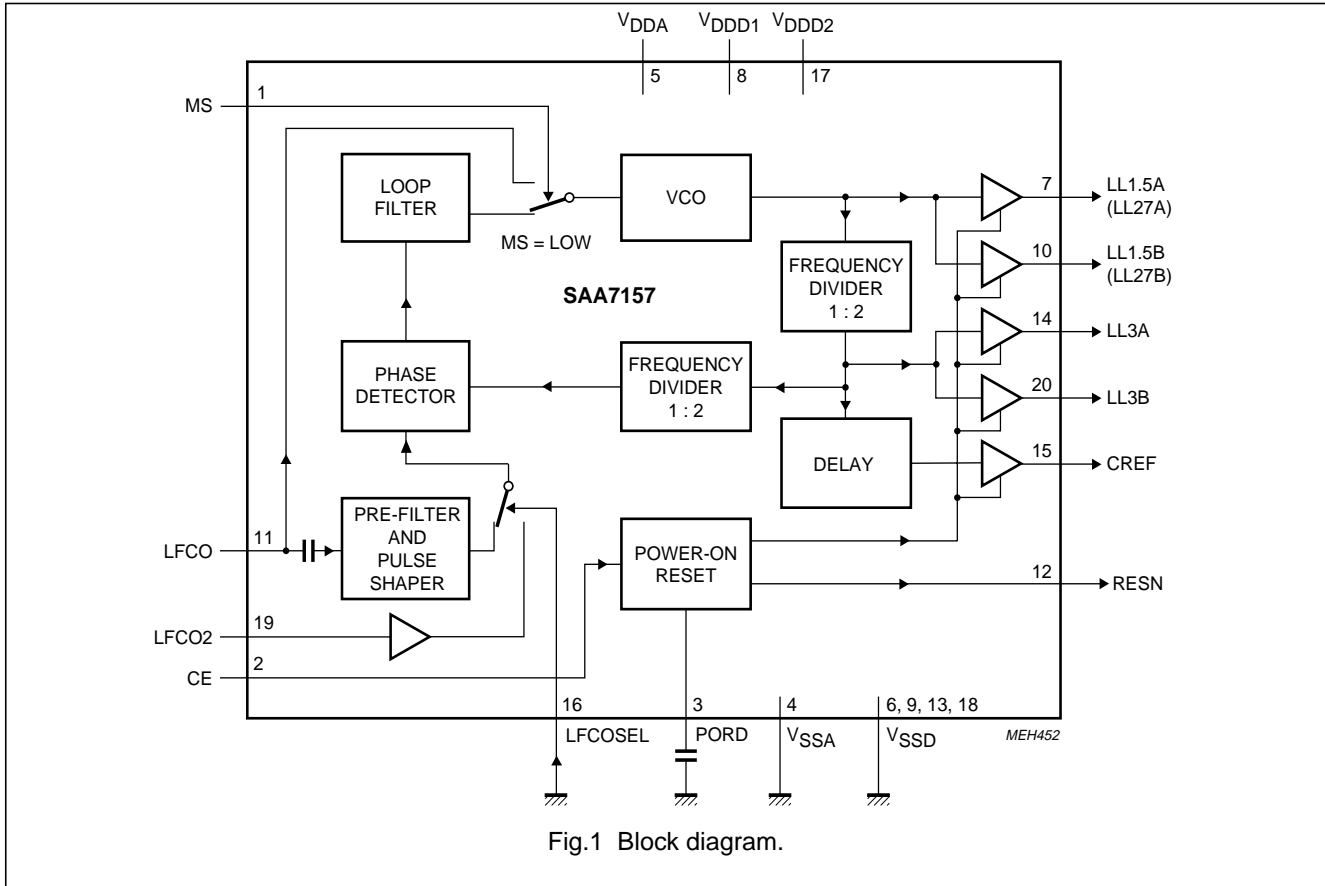 VDDA VDDD1 VDDD2
5 8 17
MS 1
LOOP
FILTER
MS = LOW
VCO
SAA7157
FREQUENCY
DIVIDER
1 : 2
7 LL1.5A
(LL27A)
10 LL1.5B
(LL27B)
14 LL3A
20 LL3B
15 CREF
PHASE
DETECTOR
FREQUENCY
DIVIDER
1 : 2
DELAY
LFCO 11
PRE-FILTER
AND
PULSE
SHAPER
POWER-ON
RESET
12 RESN
LFCO2 19
CE 2
16 3 4 6, 9, 13, 18
LFCOSEL PORD VSSA VSSD MEH452
Fig.1 Block diagram.